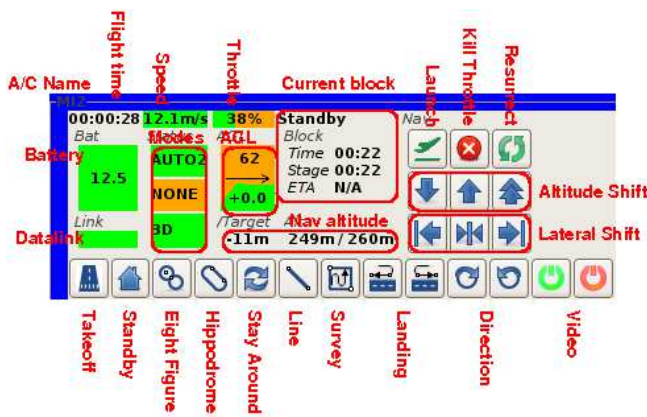 Flight time
Speed
Throttle
Launch
Kill Throttle
Resurrect
A/C Name
Current block
MI2
00:00:28 12.1m/s 38% Standby Nav
Bat
Block
Modes AGL
Battery
AUTO2 62
Time 00:22
12.5
Stage 00:22
NONE
ETA N/A
+0.0
Altitude Shift
Link
3D
/Target
Nav altitude
Datalink
-11m 249m / 260m
Lateral Shift
Takeoff
Standby
Eight Figure
Hippodrome
Stay Around
Line
Survey
Landing
Direction
Video